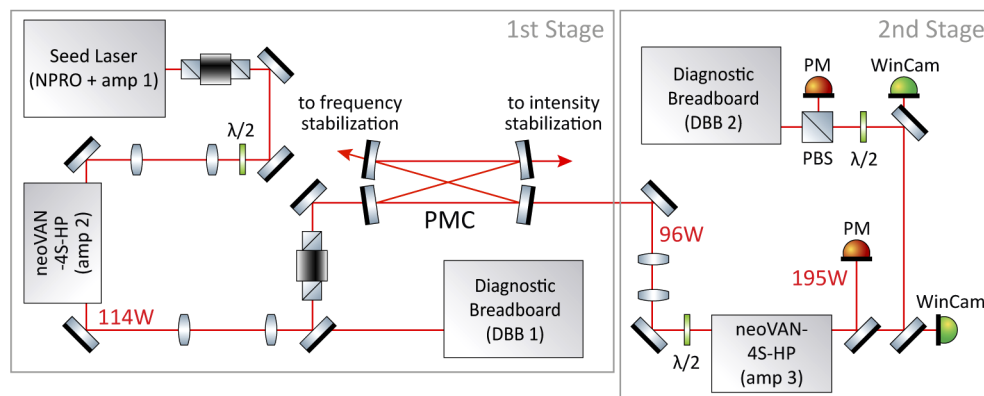 1st Stage
Seed Laser
(NPRO + amp 1)
to frequency
stabilization
to intensity
stabilization
λ/2
neoVAN
-4S-HP
(amp 2)
PMC
114W
Diagnostic
Breadboard
(DBB 1)
2nd Stage
Diagnostic
Breadboard
(DBB 2)
PM
WinCam
PBS
λ/2
96W
PM
195W
WinCam
λ/2
neoVAN-
4S-HP
(amp 3)